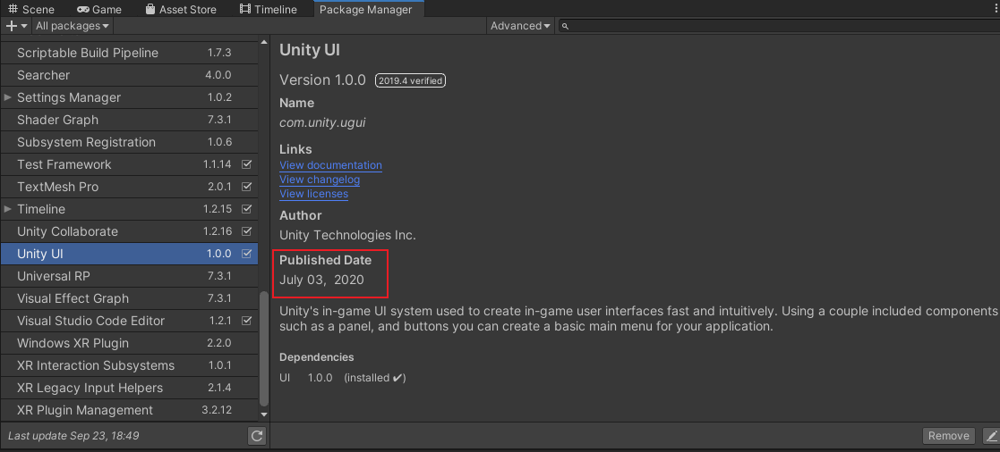 Scene Game Asset Store Timeline Package Manager
All packages Advanced
Scriptable Build Pipeline 1.7.3
Searcher 4.0.0
Settings Manager 1.0.2
Shader Graph 7.3.1
Subsystem Registration 1.0.6
Test Framework 1.1.14
TextMesh Pro 2.0.1
Timeline 1.2.15
Unity Collaborate 1.2.16
Unity UI 1.0.0
Universal RP 7.3.1
Visual Effect Graph 7.3.1
Visual Studio Code Editor 1.2.1
Windows XR Plugin 2.2.0
XR Interaction Subsystems 1.0.1
XR Legacy Input Helpers 2.1.4
XR Plugin Management 3.2.12
Last update Sep 23, 18:49
Unity UI
Version 1.0.0 2019.4 verified
Name
com.unity.ugui
Links
View documentation
View changelog
View licenses
Author
Unity Technologies Inc.
Published Date
July 03, 2020
Unity's in-game UI system used to create in-game user interfaces fast and intuitively. Using a couple included components
such as a panel, and buttons you can create a basic main menu for your application.
Dependencies
UI 1.0.0 (installed ✔)
Remove